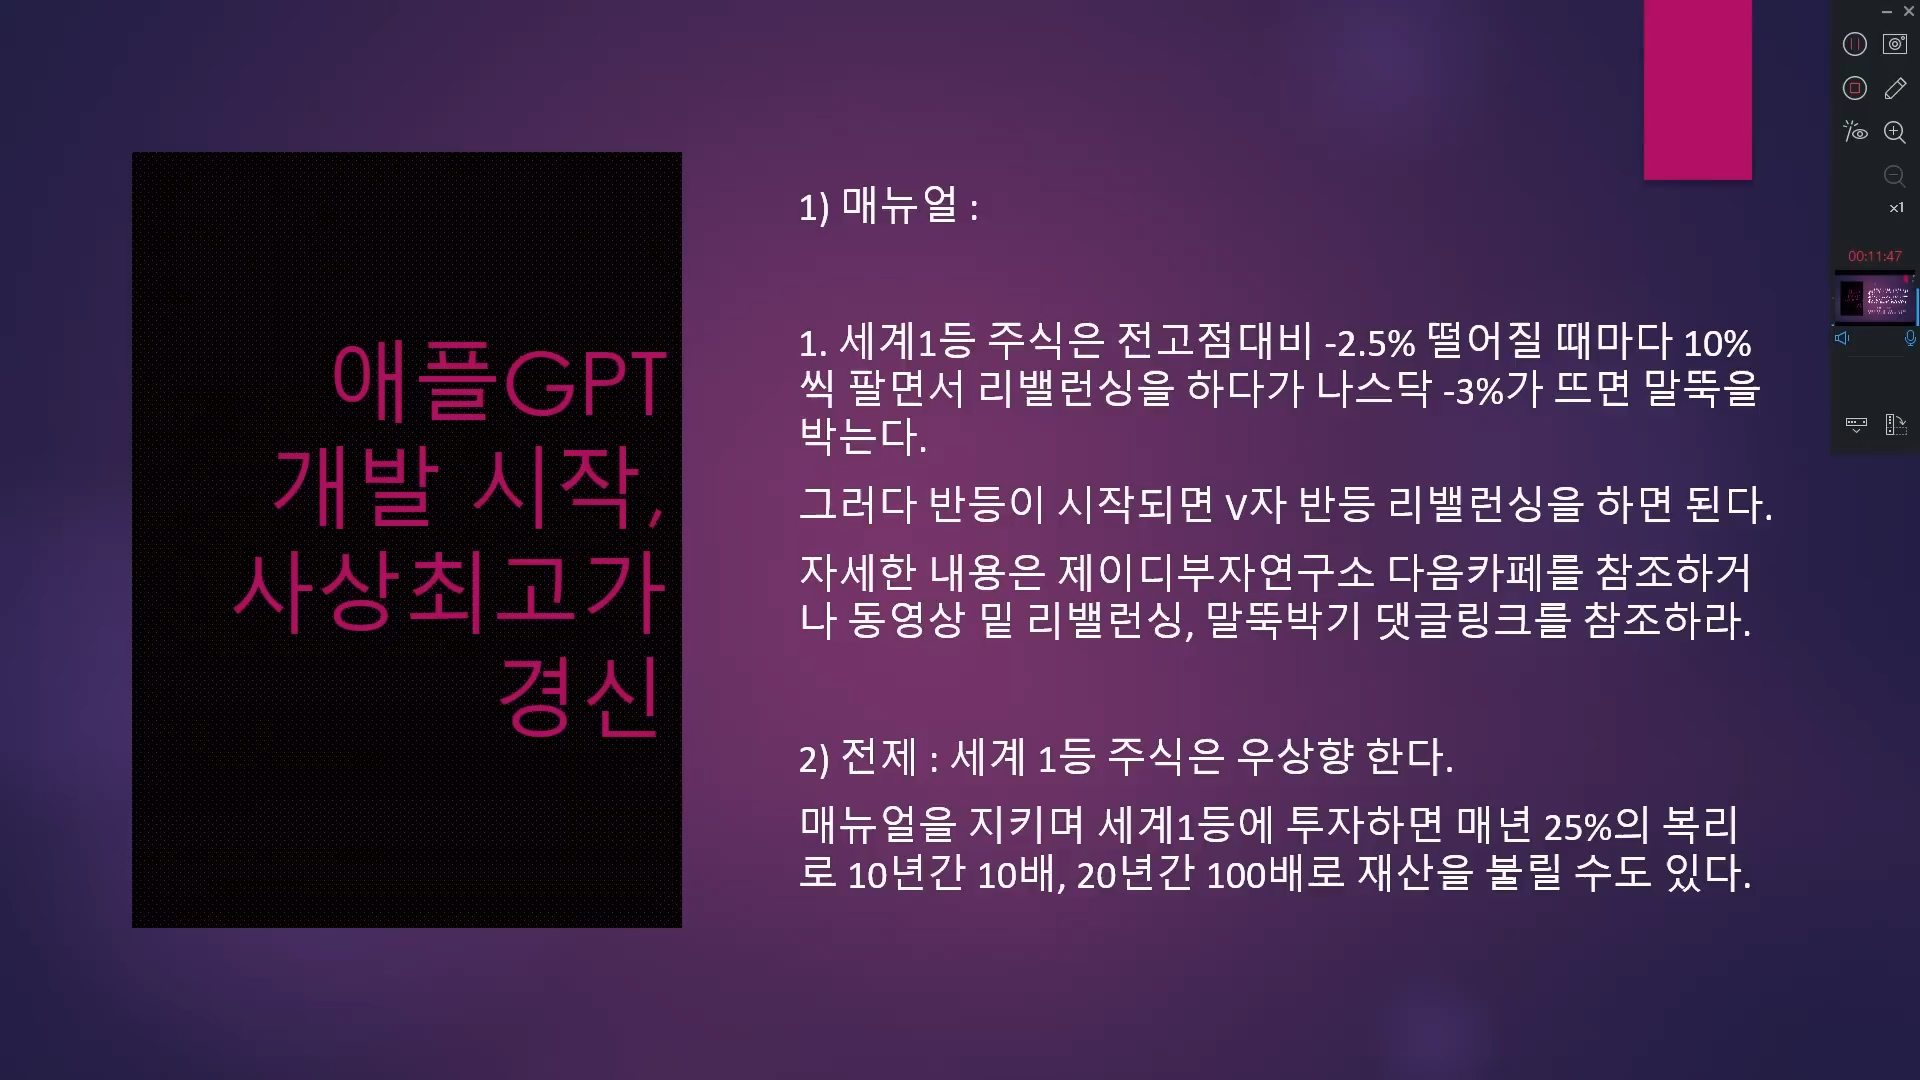 애플GPT
개발 시작,
사상최고가
경신
1) 매뉴얼 :
1. 세계1등 주식은 전고점대비 -2.5% 떨어질 때마다 10%
씩 팔면서 리밸런싱을 하다가 나스닥 -3%가 뜨면 말뚝을
박는다.
그러다 반등이 시작되면 V자 반등 리밸런싱을 하면 된다.
자세한 내용은 제이디부자연구소 다음카페를 참조하거
나 동영상 밑 리밸런싱, 말뚝박기 댓글링크를 참조하라.
2) 전제 : 세계 1등 주식은 우상향 한다.
매뉴얼을 지키며 세계1등에 투자하면 매년 25%의 복리
로 10년간 10배, 20년간 100배로 재산을 불릴 수도 있다.
x1
00:11:47